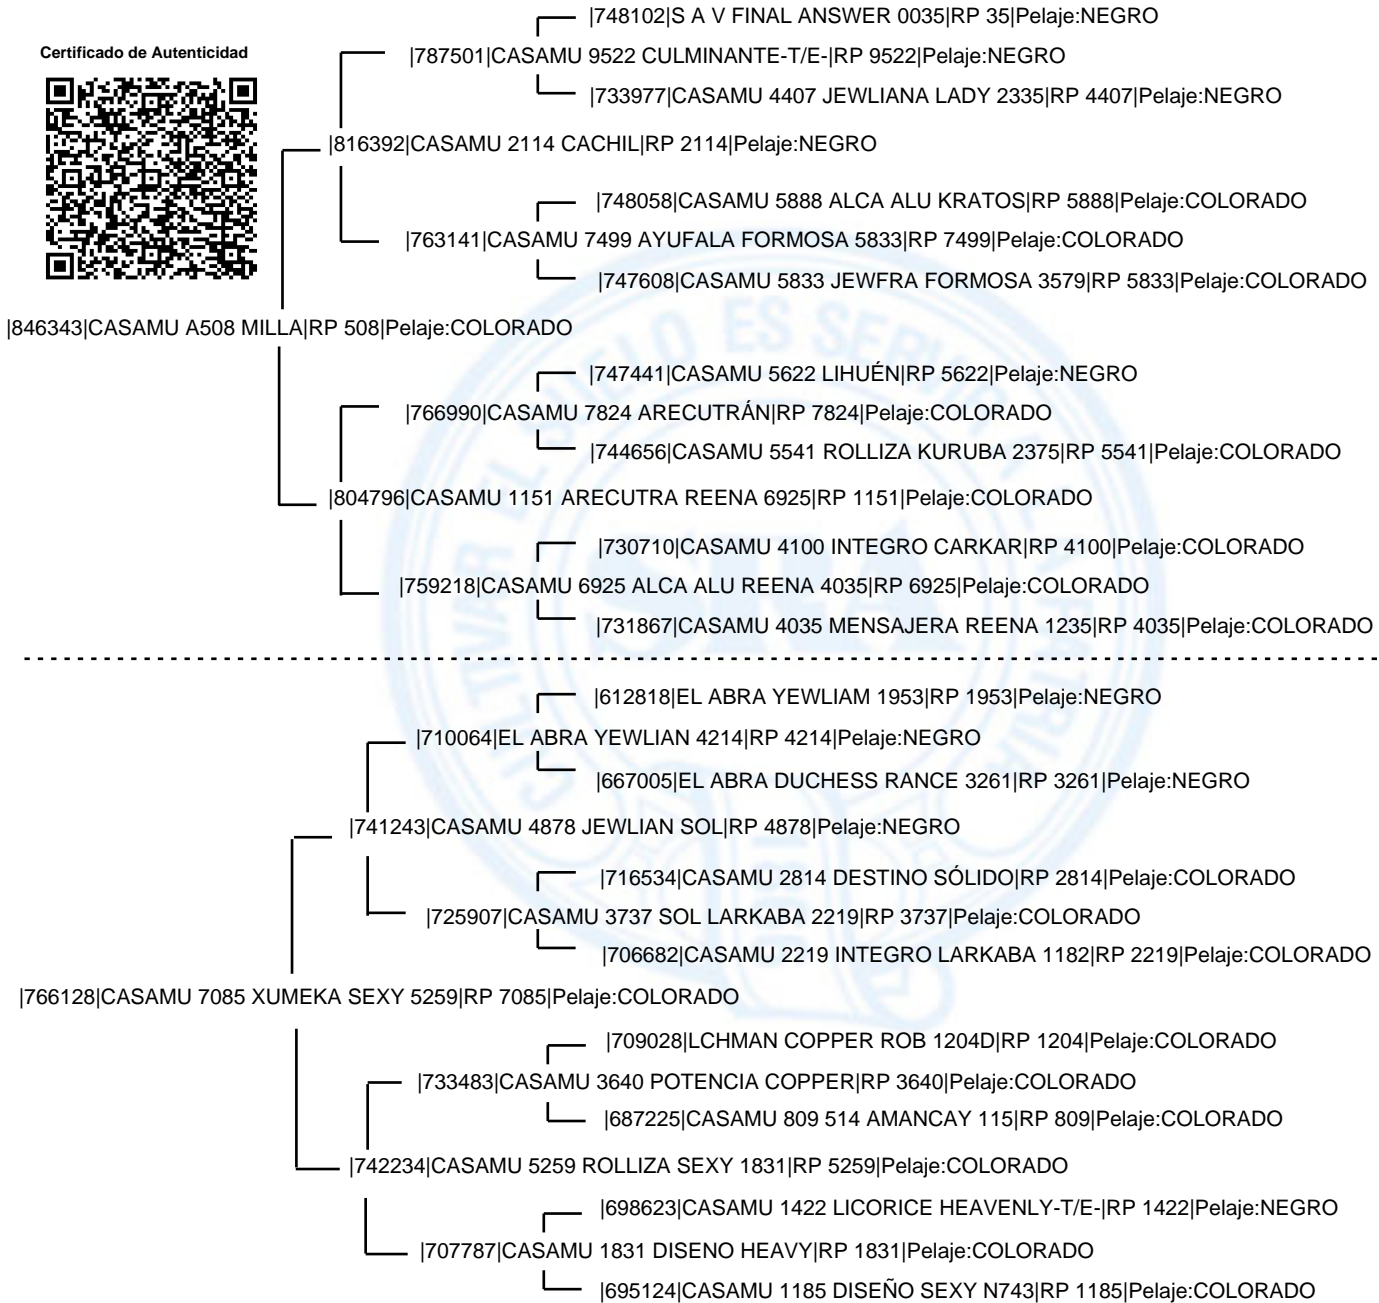 |748102|S A V FINAL ANSWER 0035|RP 35|Pelaje:NEGRO
Certificado de Autenticidad
|787501|CASAMU 9522 CULMINANTE-T/E-|RP 9522|Pelaje:NEGRO
|733977|CASAMU 4407 JEWLIANA LADY 2335|RP 4407|Pelaje:NEGRO
|816392|CASAMU 2114 CACHIL|RP 2114|Pelaje:NEGRO
|748058|CASAMU 5888 ALCA ALU KRATOS|RP 5888|Pelaje:COLORADO
|763141|CASAMU 7499 AYUFALA FORMOSA 5833|RP 7499|Pelaje:COLORADO
|747608|CASAMU 5833 JEWFRA FORMOSA 3579|RP 5833|Pelaje:COLORADO
|846343|CASAMU A508 MILLA|RP 508|Pelaje:COLORADO
|747441|CASAMU 5622 LIHUÉN|RP 5622|Pelaje:NEGRO
|766990|CASAMU 7824 ARECUTRÁN|RP 7824|Pelaje:COLORADO
|744656|CASAMU 5541 ROLLIZA KURUBA 2375|RP 5541|Pelaje:COLORADO
|804796|CASAMU 1151 ARECUTRA REENA 6925|RP 1151|Pelaje:COLORADO
|730710|CASAMU 4100 INTEGRO CARKAR|RP 4100|Pelaje:COLORADO
|759218|CASAMU 6925 ALCA ALU REENA 4035|RP 6925|Pelaje:COLORADO
|731867|CASAMU 4035 MENSAJERA REENA 1235|RP 4035|Pelaje:COLORADO
|612818|EL ABRA YEWLIAM 1953|RP 1953|Pelaje:NEGRO
|710064|EL ABRA YEWLIAN 4214|RP 4214|Pelaje:NEGRO
|667005|EL ABRA DUCHESS RANCE 3261|RP 3261|Pelaje:NEGRO
|741243|CASAMU 4878 JEWLIAN SOL|RP 4878|Pelaje:NEGRO
|716534|CASAMU 2814 DESTINO SÓLIDO|RP 2814|Pelaje:COLORADO
|725907|CASAMU 3737 SOL LARKABA 2219|RP 3737|Pelaje:COLORADO
|706682|CASAMU 2219 INTEGRO LARKABA 1182|RP 2219|Pelaje:COLORADO
|766128|CASAMU 7085 XUMEKA SEXY 5259|RP 7085|Pelaje:COLORADO
|709028|LCHMAN COPPER ROB 1204D|RP 1204|Pelaje:COLORADO
|733483|CASAMU 3640 POTENCIA COPPER|RP 3640|Pelaje:COLORADO
|687225|CASAMU 809 514 AMANCAY 115|RP 809|Pelaje:COLORADO
|742234|CASAMU 5259 ROLLIZA SEXY 1831|RP 5259|Pelaje:COLORADO
|698623|CASAMU 1422 LICORICE HEAVENLY-T/E-|RP 1422|Pelaje:NEGRO
|707787|CASAMU 1831 DISENO HEAVY|RP 1831|Pelaje:COLORADO
|695124|CASAMU 1185 DISEÑO SEXY N743|RP 1185|Pelaje:COLORADO
CULTIVAR EL SUELO ES SERVIR A LA PATRIA
SRA
1866